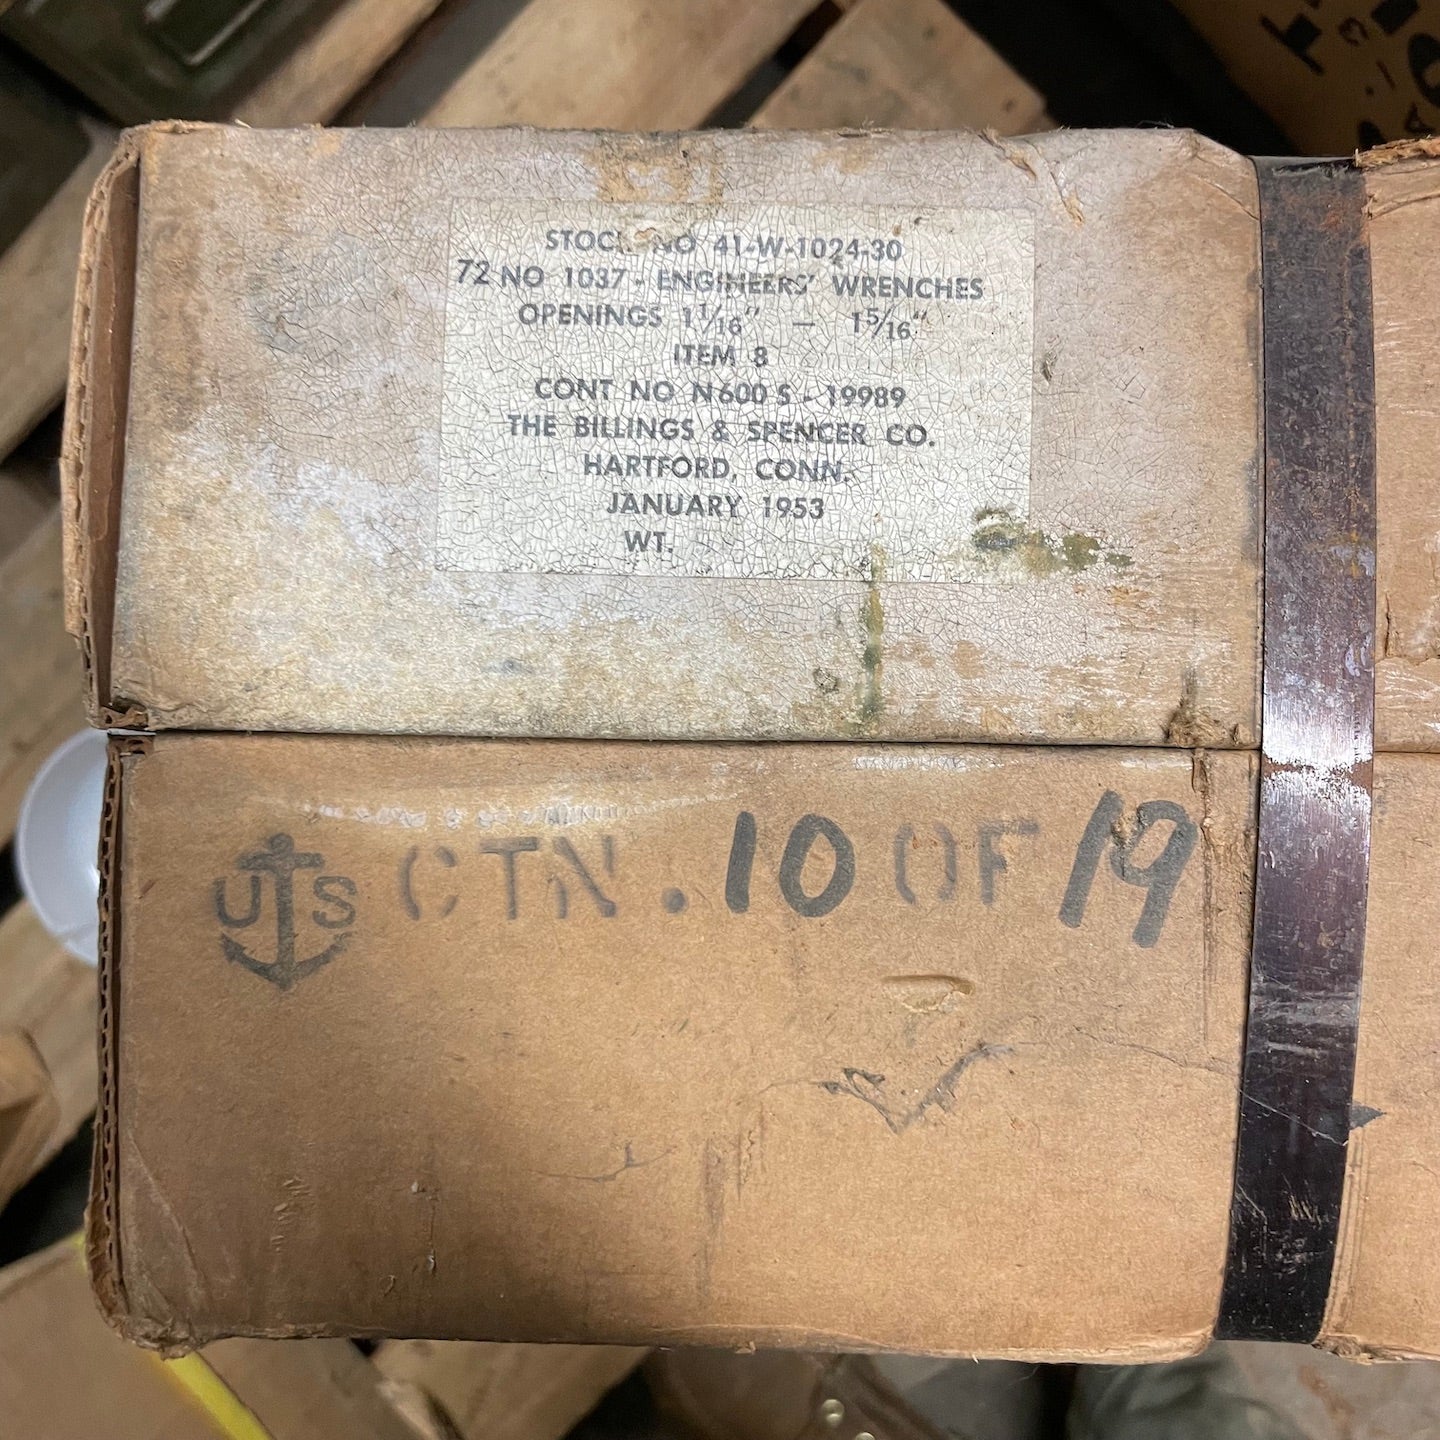 STOCK NO 41-W-1024-30
72 NO 1037 - ENGINEERS' WRENCHES
OPENINGS 1 1/16" — 1 5/16"
ITEM 8
CONT NO N600 S - 19989
THE BILLINGS & SPENCER CO.
HARTFORD, CONN.
JANUARY 1953
WT.
US CTN. 10 OF 19